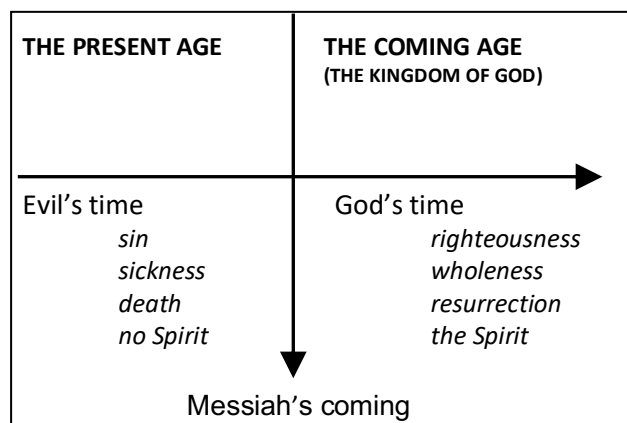 THE PRESENT AGE
THE COMING AGE
(THE KINGDOM OF GOD)
Evil’s time
sin
sickness
death
no Spirit
God’s time
righteousness
wholeness
resurrection
the Spirit
Messiah’s coming